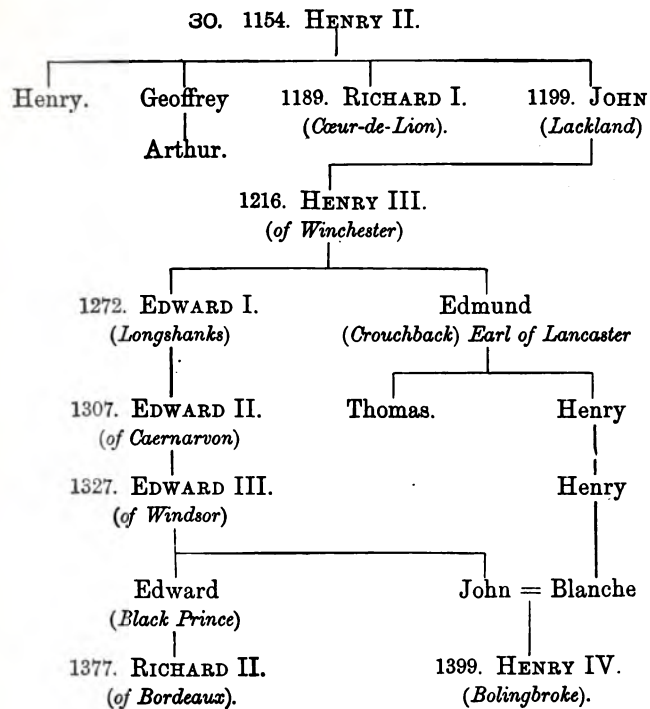 30. 1154. HENRY II.
Henry. Geoffrey 1189. RICHARD I. 1199. JOHN
(Cœur-de-Lion). (Lackland)
Arthur.
1216. HENRY III.
(of Winchester)
1272. EDWARD I. Edmund
(Longshanks) (Crouchback) Earl of Lancaster
1307. EDWARD II. Thomas. Henry
(of Caernarvon)
1327. EDWARD III. Henry
(of Windsor)
Edward John = Blanche
(Black Prince)
1377. RICHARD II. 1399. HENRY IV.
(of Bordeaux). (Bolingbroke).